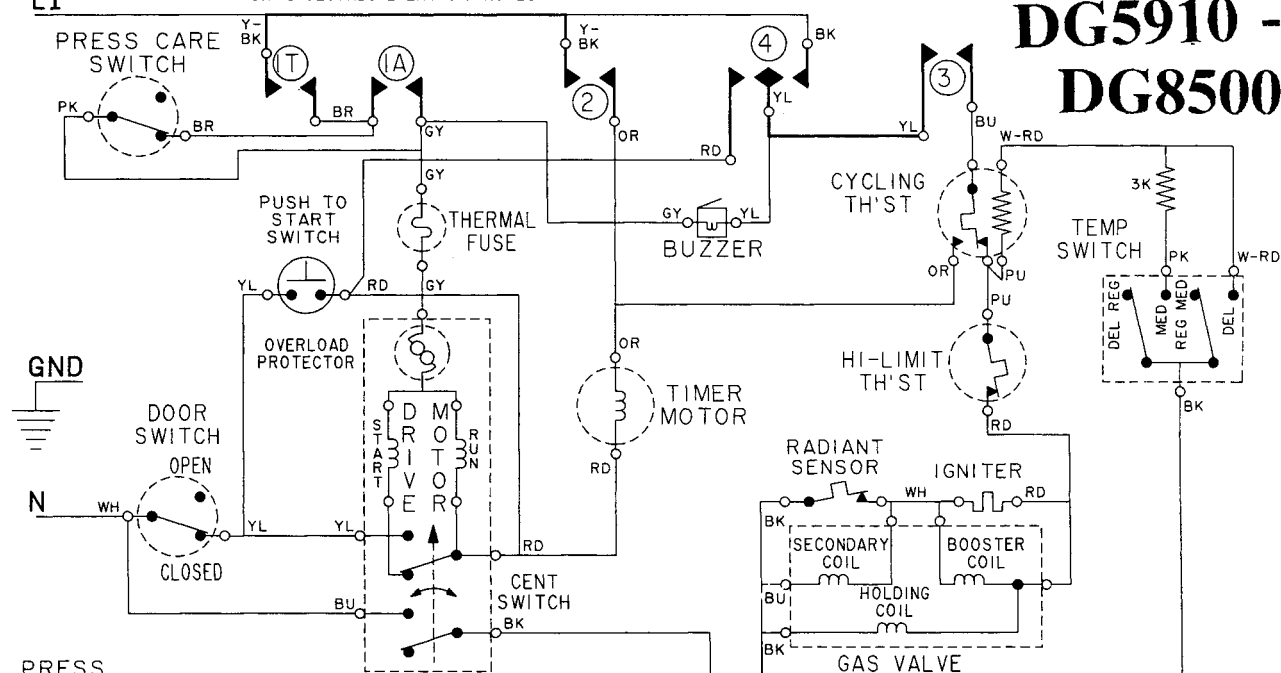 L1
DG5910 -
DG8500
Y-
BK
Y-
BK
BK
PRESS CARE
SWITCH
1T
1A
2
4
3
PK
BR
BR
GY
OR
YL
RD
YL
BU
W-RD
GY
PUSH TO
START
SWITCH
THERMAL
FUSE
GY
YL
BUZZER
CYCLING
TH'ST
3K
TEMP
SWITCH
YL
RD
GY
OR
PU
PU
PK
W-RD
DEL REG
MED
REG MED
DEL
BK
OVERLOAD
PROTECTOR
OR
HI-LIMIT
TH'ST
RD
GND
DOOR
SWITCH
OPEN
CLOSED
START
DRIVE
MOTOR
RUN
TIMER
MOTOR
RD
RADIANT
SENSOR
IGNITER
WH
RD
BK
N
WH
YL
YL
RD
SECONDARY
COIL
BOOSTER
COIL
CENT
SWITCH
BU
HOLDING
COIL
BU
BK
BK
GAS VALVE
PRESS